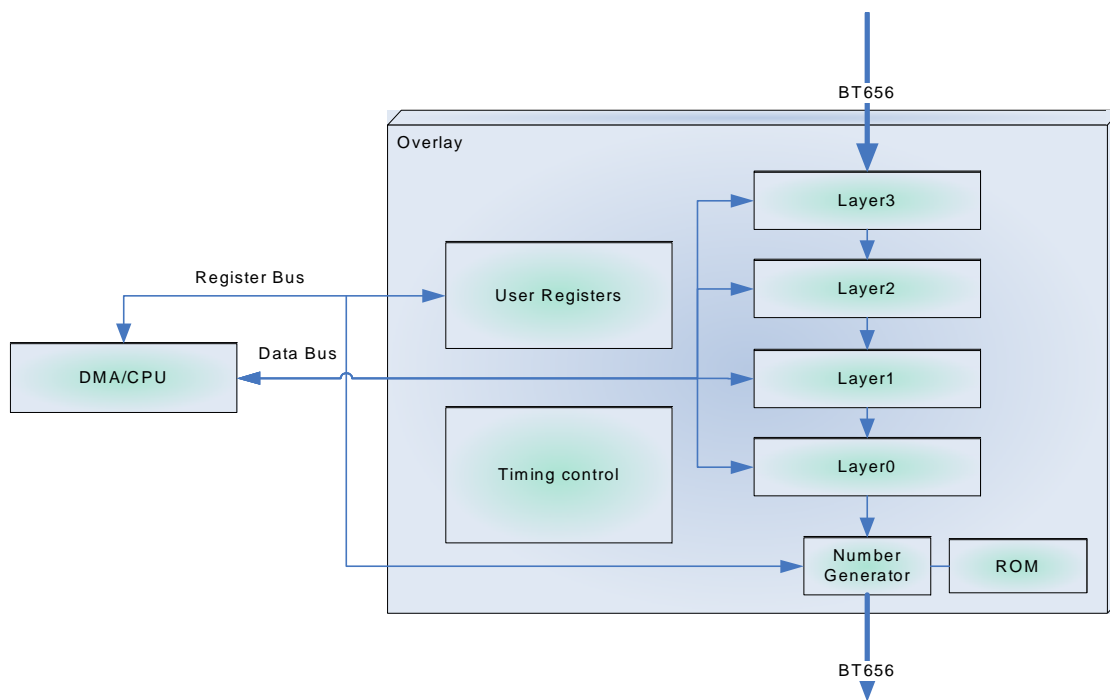 BT656
Overlay
Layer3
Register Bus
User Registers
Layer2
Data Bus
DMA/CPU
Layer1
Timing control
Layer0
Number
Generator
ROM
BT656